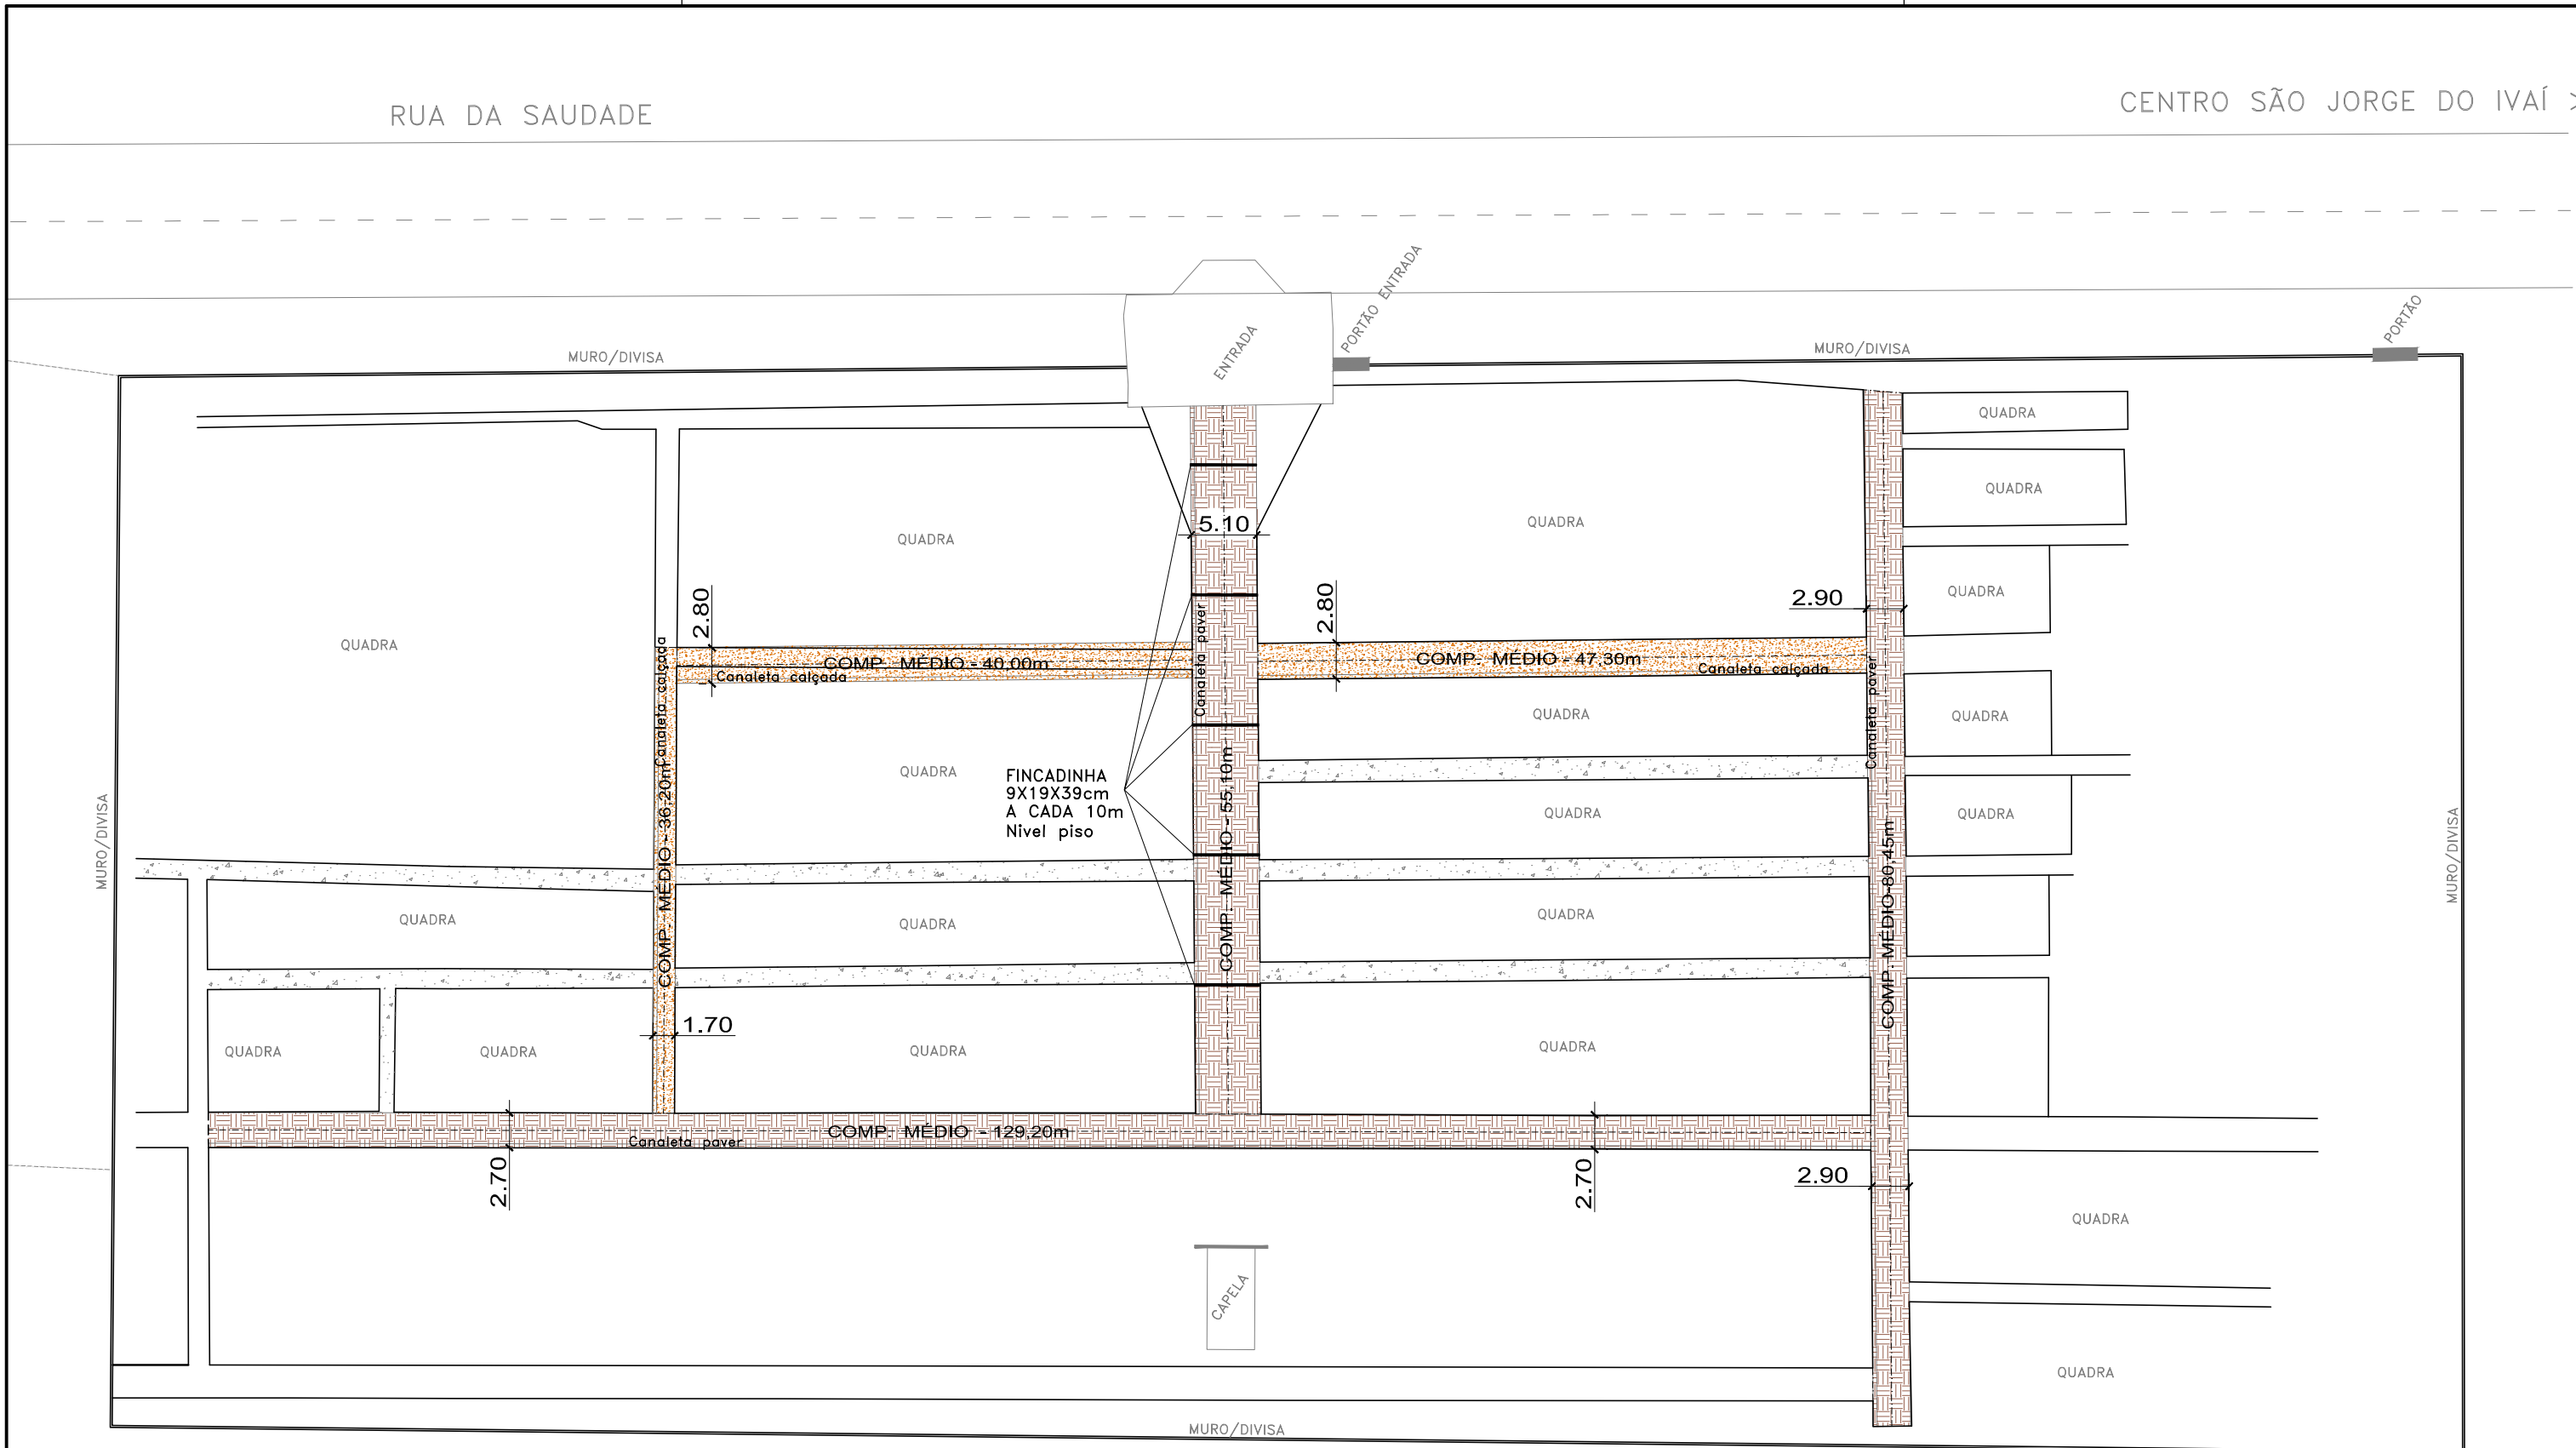 RUA DA SAUDADE
CENTRO SÃO JORGE DO IVAÍ >
PORTÃO ENTRADA
PORTÃO
ENTRADA
MURO/DIVISA
MURO/DIVISA
QUADRA
QUADRA
5.10
QUADRA
QUADRA
QUADRA
2.80
2.80
2.90
QUADRA
QUADRA
COMP. MÉDIO - 40,00m
COMP. MÉDIO - 47,30m
Canaleta calçada
Canaleta calçada
Canaleta calçada
Canaleta paver
Canaleta paver
QUADRA
QUADRA
QUADRA
FINCADINHA
9X19X39cm
A CADA 10m
Nivel piso
QUADRA
QUADRA
MURO/DIVISA
MURO/DIVISA
COMP. MÉDIO - 36,20m
COMP. MÉDIO - 55,10m
COMP. MÉDIO-80,45m
QUADRA
QUADRA
QUADRA
1.70
QUADRA
QUADRA
QUADRA
QUADRA
COMP. MÉDIO - 129,20m
Canaleta paver
2.70
2.70
2.90
QUADRA
CAPELA
QUADRA
MURO/DIVISA